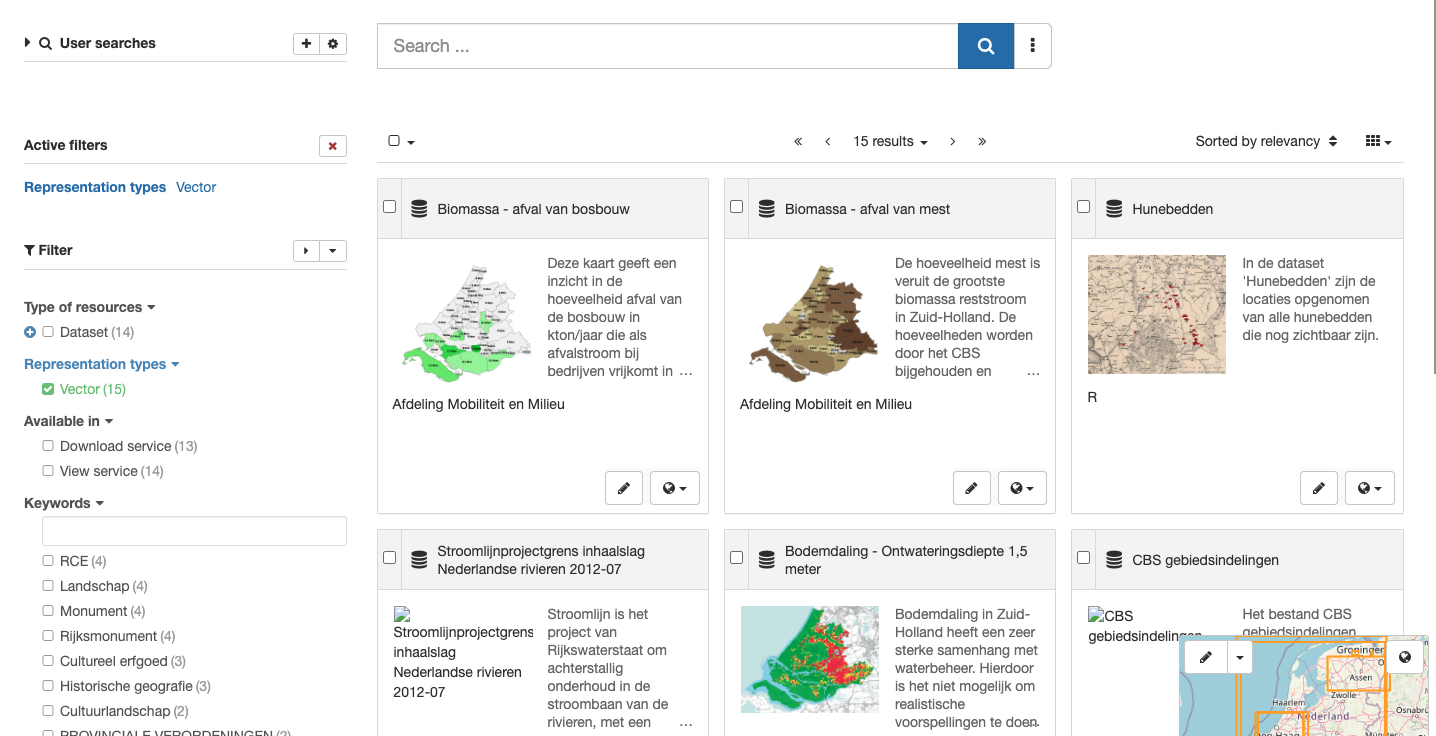 User searches
Search ...
Active filters
15 results
Sorted by relevancy
Representation types Vector
Filter
Type of resources
Dataset (14)
Representation types
Vector (15)
Available in
Download service (13)
View service (14)
Keywords
RCE (4)
Landschap (4)
Monument (4)
Rijksmonument (4)
Cultureel erfgoed (3)
Historische geografie (3)
Cultuurlandschap (2)
PROVINCIALE VERORDENINGEN (2)
Biomassa - afval van bosbouw
Deze kaart geeft een
inzicht in de
hoeveelheid afval van
de bosbouw in
kton/jaar die als
afvalstroom bij
bedrijven vrijkomt in ...
Afdeling Mobiliteit en Milieu
Biomassa - afval van mest
De hoeveelheid mest is
veruit de grootste
biomassa reststroom
in Zuid-Holland. De
hoeveelheden worden
door het CBS
bijgehouden en ...
Afdeling Mobiliteit en Milieu
Hunebedden
In de dataset
'Hunebedden' zijn de
locaties opgenomen
van alle hunebedden
die nog zichtbaar zijn.
R
Stroomlijnprojectgrens inhaalslag
Nederlandse rivieren 2012-07
Stroomlijnprojectgrens
inhaalslag
Nederlandse rivieren
2012-07
Stroomlijn is het
project van
Rijkswaterstaat om
achterstallig
onderhoud in de
stroombaan van de
rivieren, met een ...
Bodemdaling - Ontwateringsdiepte 1,5
meter
Bodemdaling in Zuid-
Holland heeft een zeer
sterke samenhang met
waterbeheer. Hierdoor
is het niet mogelijk om
realistische
voorspellingen te doen
CBS gebiedsindelingen
CBS
gebiedsindelingen
Het bestand CBS
gebiedsindelingen
Groningen
Assen
Zwolle
Haarlem
Nederland
Osnabrü
Den Haag
Münster